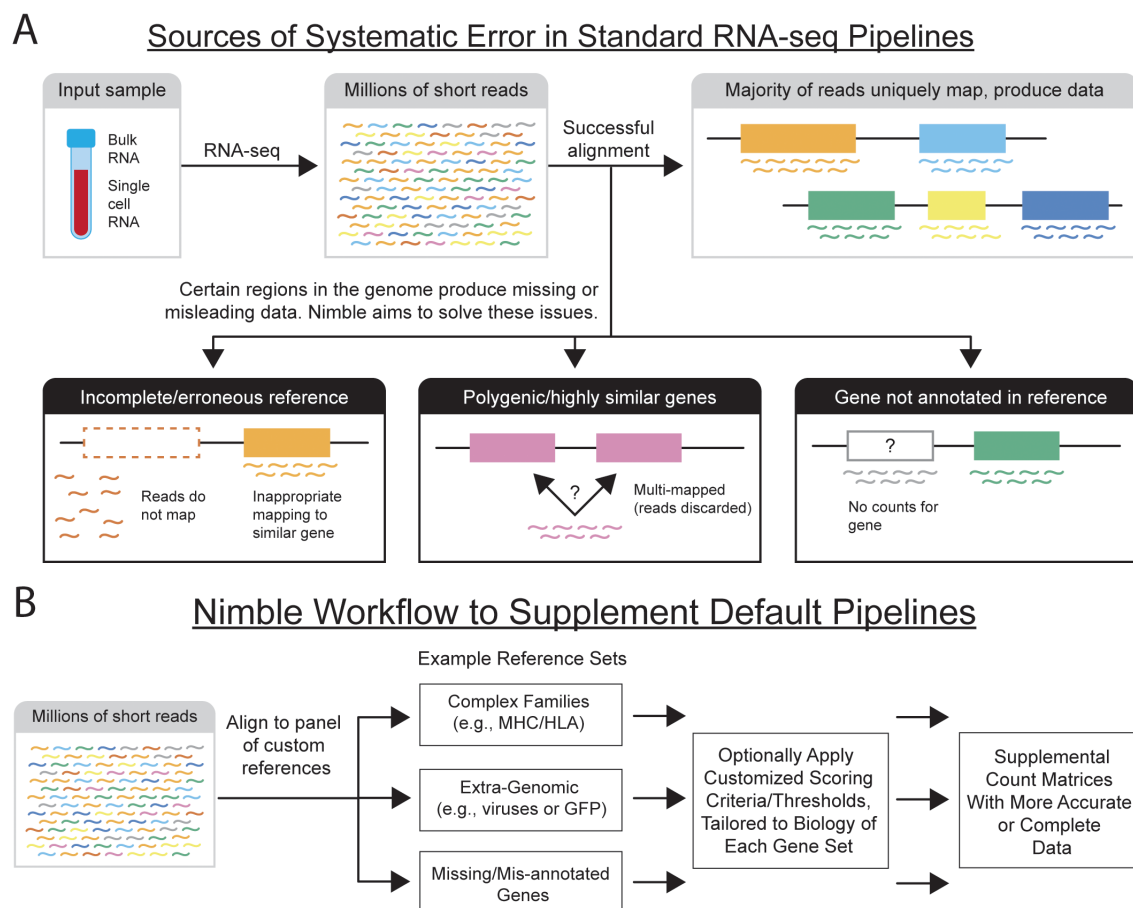 A
Sources of Systematic Error in Standard RNA-seq Pipelines
Input sample
Bulk
RNA
Single
cell
RNA
RNA-seq
Millions of short reads
Successful
alignment
Majority of reads uniquely map, produce data
Certain regions in the genome produce missing or
misleading data. Nimble aims to solve these issues.
Incomplete/erroneous reference
Reads do
not map
Inappropriate
mapping to
similar gene
Polygenic/highly similar genes
?
Multi-mapped
(reads discarded)
Gene not annotated in reference
?
No counts for
gene
B
Nimble Workflow to Supplement Default Pipelines
Millions of short reads
Align to panel
of custom
references
Example Reference Sets
Complex Families
(e.g., MHC/HLA)
Extra-Genomic
(e.g., viruses or GFP)
Missing/Mis-annotated
Genes
Optionally Apply
Customized Scoring
Criteria/Thresholds,
Tailored to Biology of
Each Gene Set
Supplemental
Count Matrices
With More Accurate
or Complete
Data